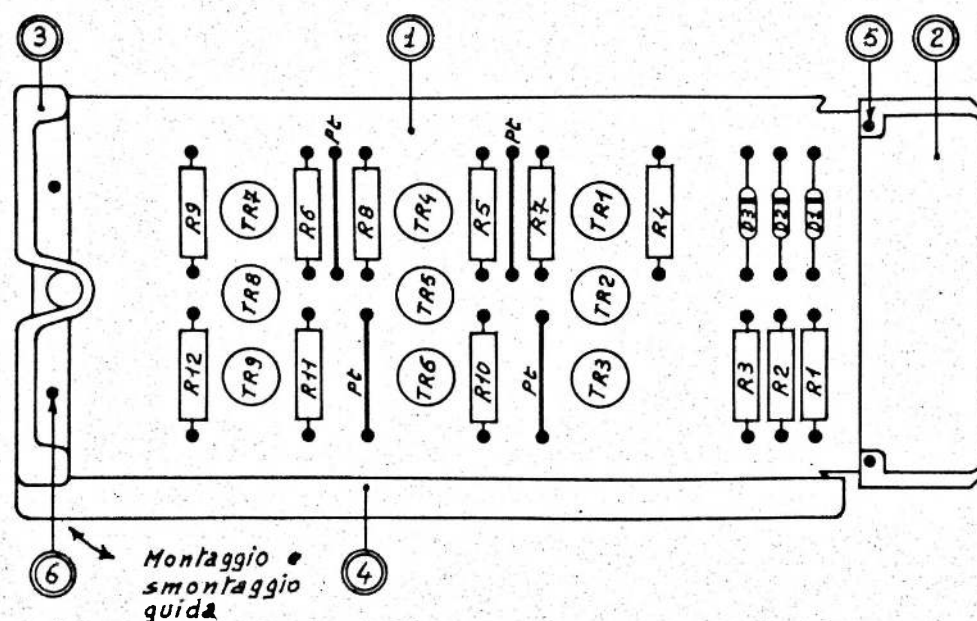 3
1
5
2
Pt
Pt
R9
TR7
R6
R8
TR4
R5
R7
TR1
R4
D3
D2
D1
TR8
TR5
TR2
R12
TR9
R11
Pt
TR6
R10
Pt
TR3
R3
R2
R1
6
4
Montaggio e
smontaggio
guida